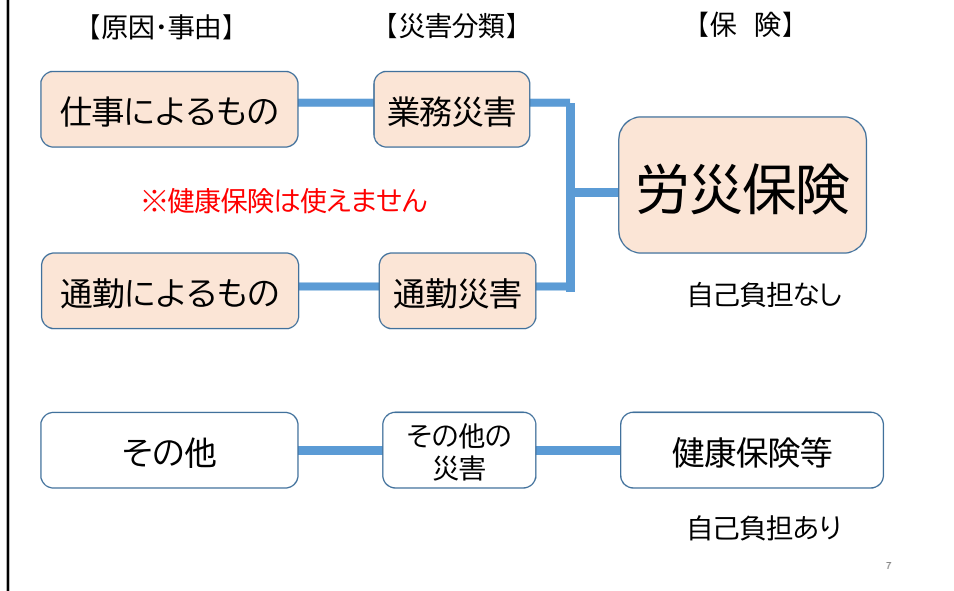 【原因・事由】
【災害分類】
【保　険】
仕事によるもの
業務災害
労災保険
※健康保険は使えません
通勤によるもの
通勤災害
自己負担なし
その他
その他の
災害
健康保険等
自己負担あり
7